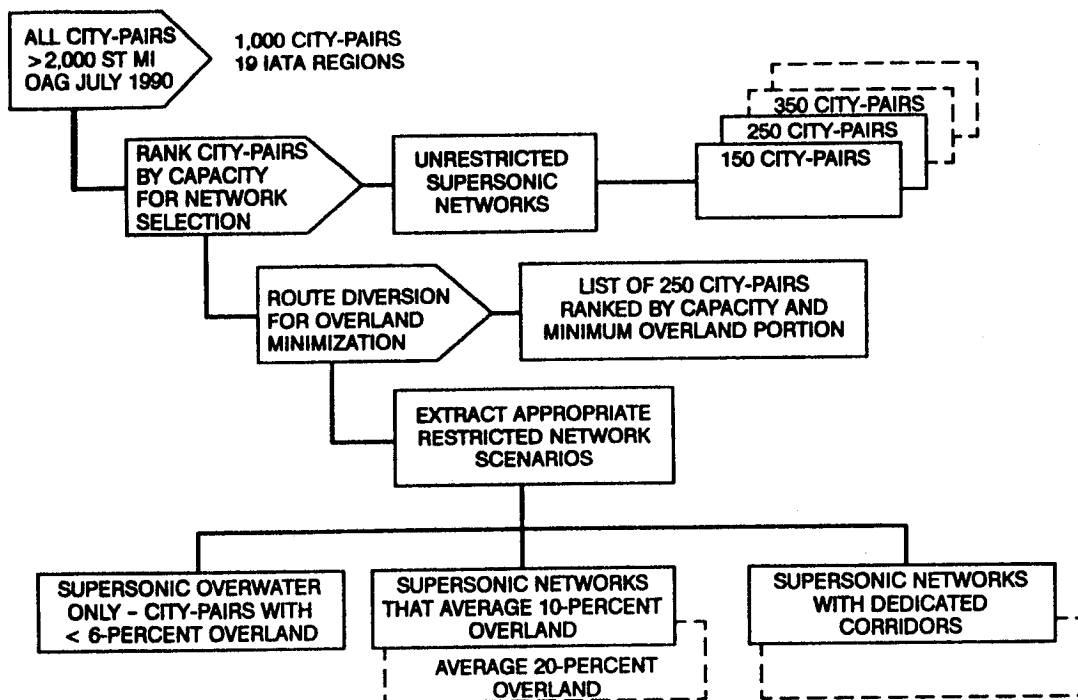 ALL CITY-PAIRS
>2,000 ST MI
OAG JULY 1990
1,000 CITY-PAIRS
19 IATA REGIONS
350 CITY-PAIRS
250 CITY-PAIRS
150 CITY-PAIRS
RANK CITY-PAIRS
BY CAPACITY
FOR NETWORK
SELECTION
UNRESTRICTED
SUPERSONIC
NETWORKS
ROUTE DIVERSION
FOR OVERLAND
MINIMIZATION
LIST OF 250 CITY-PAIRS
RANKED BY CAPACITY AND
MINIMUM OVERLAND PORTION
EXTRACT APPROPRIATE
RESTRICTED NETWORK
SCENARIOS
SUPERSONIC OVERWATER
ONLY – CITY-PAIRS WITH
< 6-PERCENT OVERLAND
SUPERSONIC NETWORKS
THAT AVERAGE 10-PERCENT
OVERLAND
AVERAGE 20-PERCENT
OVERLAND
SUPERSONIC NETWORKS
WITH DEDICATED
CORRIDORS